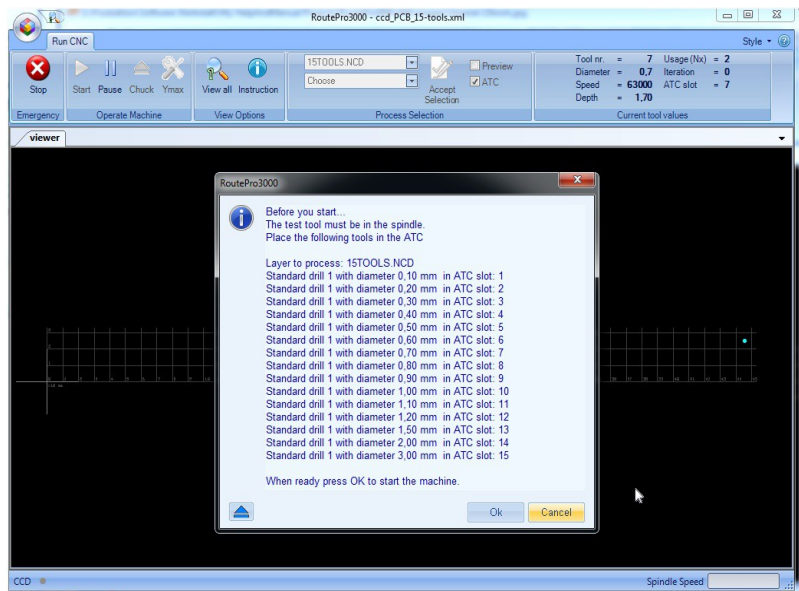 RoutePro3000 - ccd_PCB_15-tools.xml
Run CNC
Style
Stop
Start
Pause
Chuck
Ymax
View all
Instruction
15TOOLS.NCD
Choose
Accept
Selection
Preview
ATC
Tool nr. = 7 Usage(Nx) = 2
Diameter = 0,7 Iteration = 0
Speed = 63000 ATC slot = 7
Depth = 1,70
Emergency
Operate Machine
View Options
Process Selection
Current tool values
viewer
RoutePro3000
Before you start...
The test tool must be in the spindle.
Place the following tools in the ATC
Layer to process: 15TOOLS.NCD
Standard drill 1 with diameter 0,10 mm in ATC slot: 1
Standard drill 1 with diameter 0,20 mm in ATC slot: 2
Standard drill 1 with diameter 0,30 mm in ATC slot: 3
Standard drill 1 with diameter 0,40 mm in ATC slot: 4
Standard drill 1 with diameter 0,50 mm in ATC slot: 5
Standard drill 1 with diameter 0,60 mm in ATC slot: 6
Standard drill 1 with diameter 0,70 mm in ATC slot: 7
Standard drill 1 with diameter 0,80 mm in ATC slot: 8
Standard drill 1 with diameter 0,90 mm in ATC slot: 9
Standard drill 1 with diameter 1,00 mm in ATC slot: 10
Standard drill 1 with diameter 1,10 mm in ATC slot: 11
Standard drill 1 with diameter 1,20 mm in ATC slot: 12
Standard drill 1 with diameter 1,50 mm in ATC slot: 13
Standard drill 1 with diameter 2,00 mm in ATC slot: 14
Standard drill 1 with diameter 3,00 mm in ATC slot: 15
When ready press OK to start the machine.
Ok
Cancel
CCD
Spindle Speed